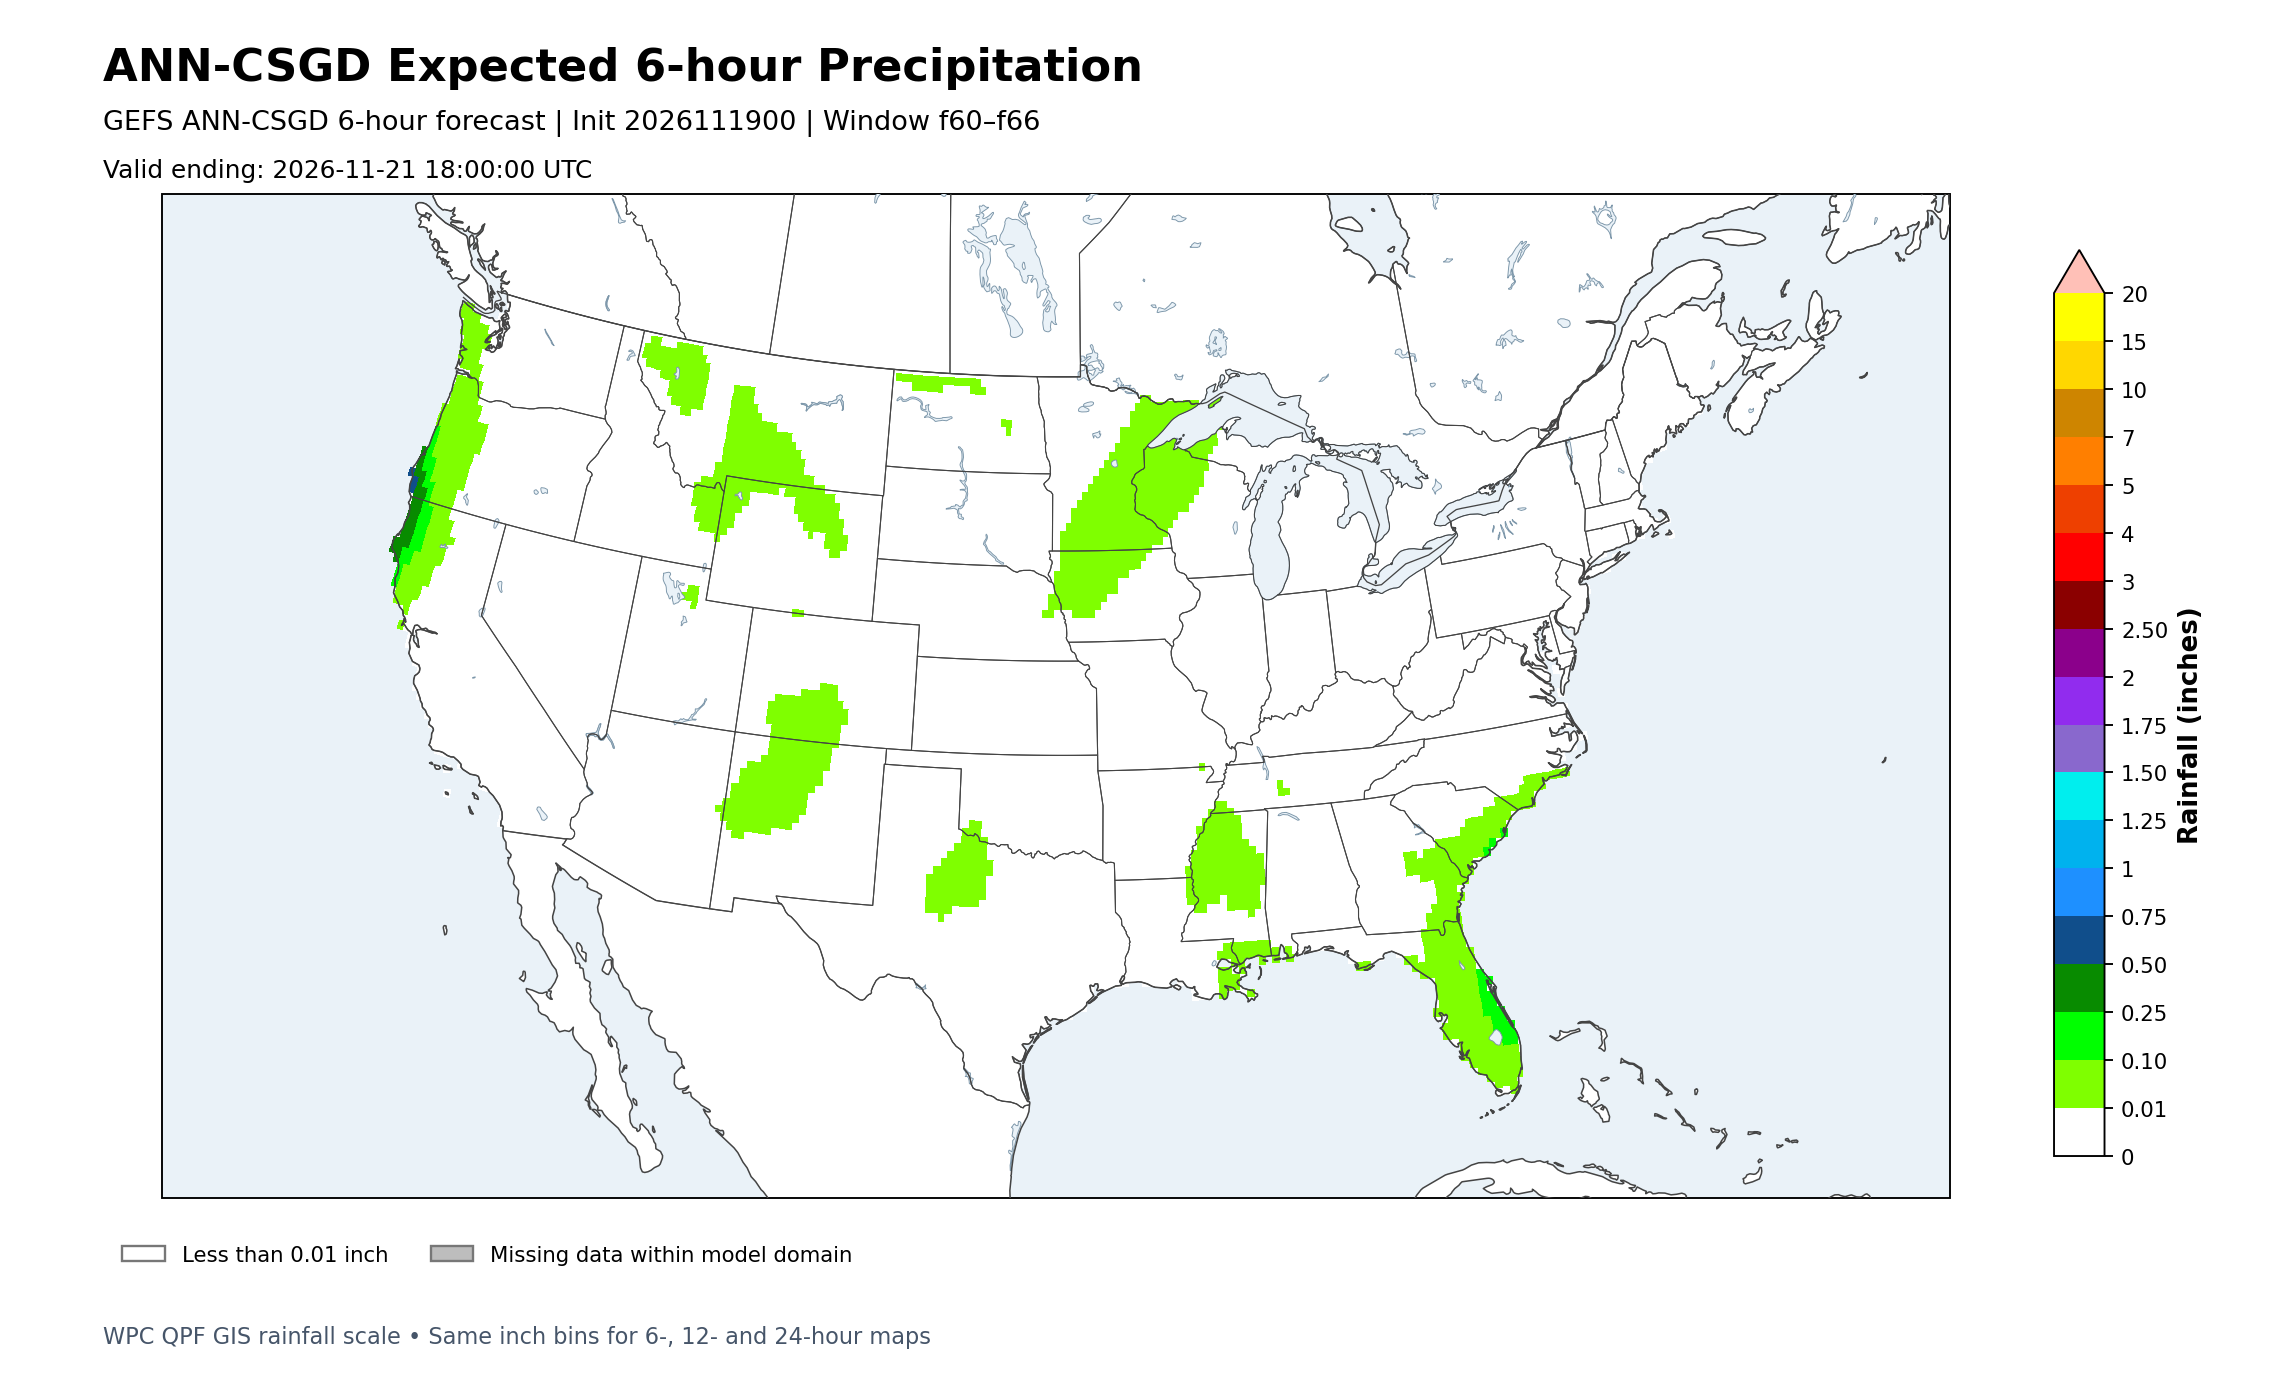 ANN-CSGD Expected 6-hour Precipitation
GEFS ANN-CSGD 6-hour forecast | Init 2026111900 | Window f60–f66
Valid ending: 2026-11-21 18:00:00 UTC
20
15
10
7
5
4
3
2.50
2
1.75
1.50
1.25
1
0.75
0.50
0.25
0.10
0.01
0
Rainfall (inches)
Less than 0.01 inch
Missing data within model domain
WPC QPF GIS rainfall scale • Same inch bins for 6-, 12- and 24-hour maps